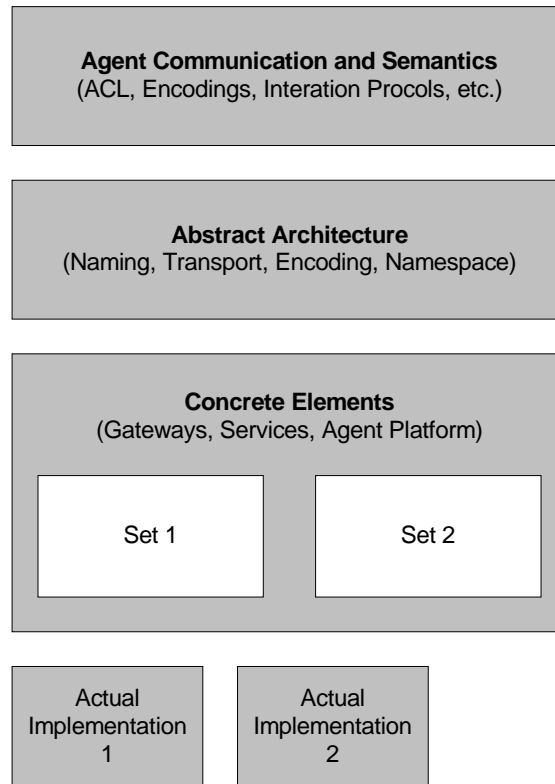 Agent Communication and Semantics
(ACL, Encodings, Interation Procols, etc.)
Abstract Architecture
(Naming, Transport, Encoding, Namespace)
Concrete Elements
(Gateways, Services, Agent Platform)
Set 1
Set 2
Actual
Implementation
1
Actual
Implementation
2